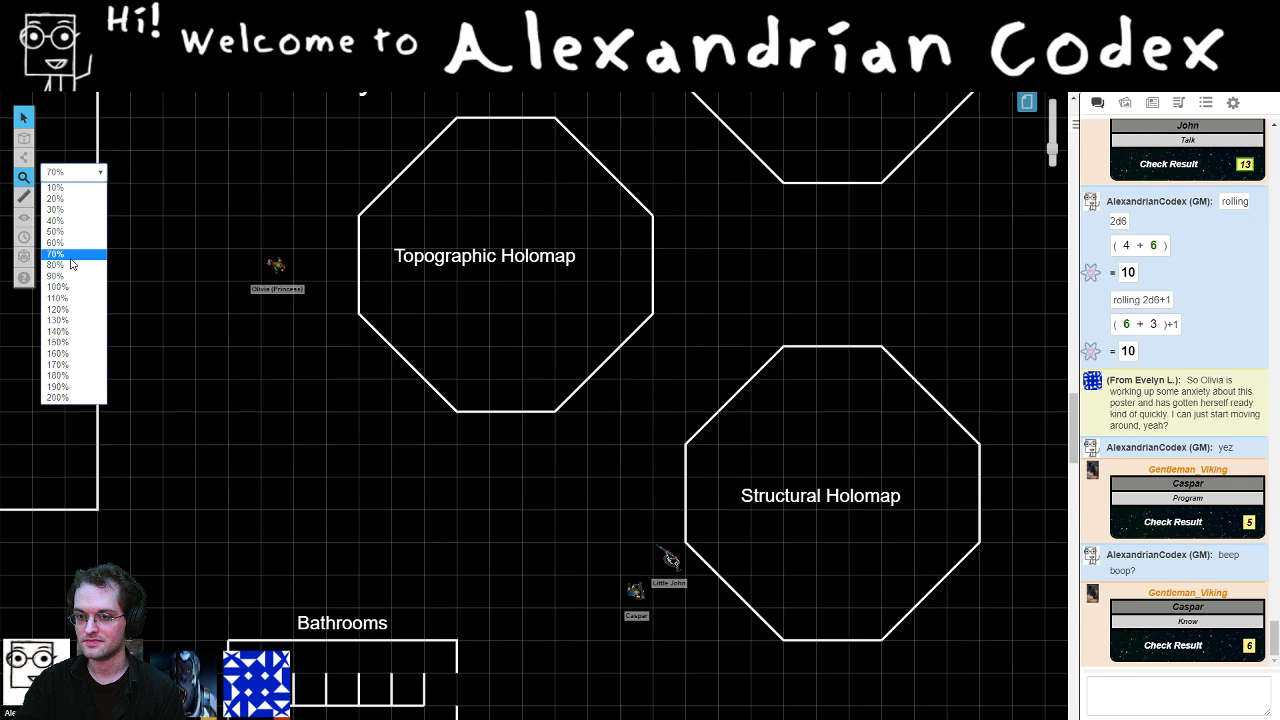 Hi! Welcome to Alexandrian Codex
70%
10%
20%
30%
40%
50%
60%
70%
80%
90%
100%
110%
120%
130%
140%
150%
160%
170%
180%
190%
200%
Topographic Holomap
Olivia (Princess)
Structural Holomap
Little John
Caspar
Bathrooms
John
Talk
Check Result 13
AlexandrianCodex (GM): rolling
2d6
( 4 + 6 )
= 10
rolling 2d6+1
( 6 + 3 )+1
= 10
(From Evelyn L.): So Olivia is
working up some anxiety about this
poster and has gotten herself ready
kind of quickly. I can just start moving
around, yeah?
AlexandrianCodex (GM): yez
Gentleman_Viking
Caspar
Program
Check Result 5
AlexandrianCodex (GM): beep
boop?
Gentleman_Viking
Caspar
Know
Check Result 6